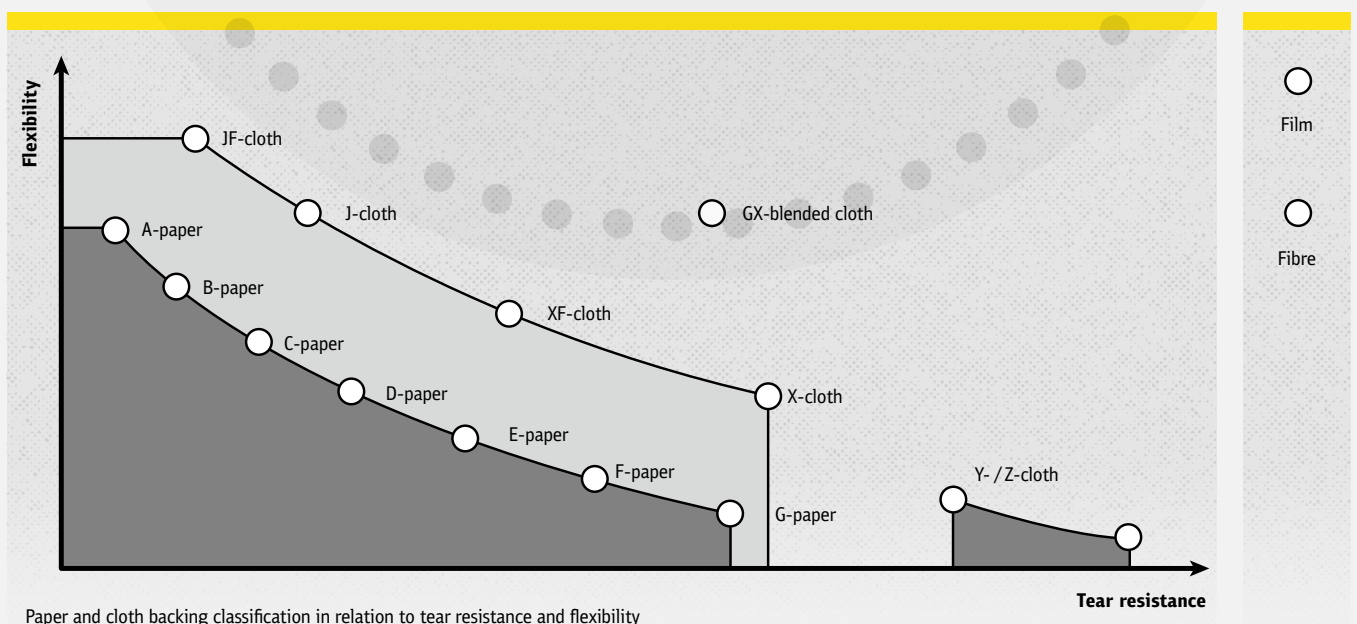 Flexibility
JF-cloth
J-cloth
GX-blended cloth
A-paper
B-paper
XF-cloth
C-paper
D-paper
X-cloth
E-paper
F-paper
Y- / Z-cloth
G-paper
Tear resistance
Paper and cloth backing classification in relation to tear resistance and flexibility
Film
Fibre